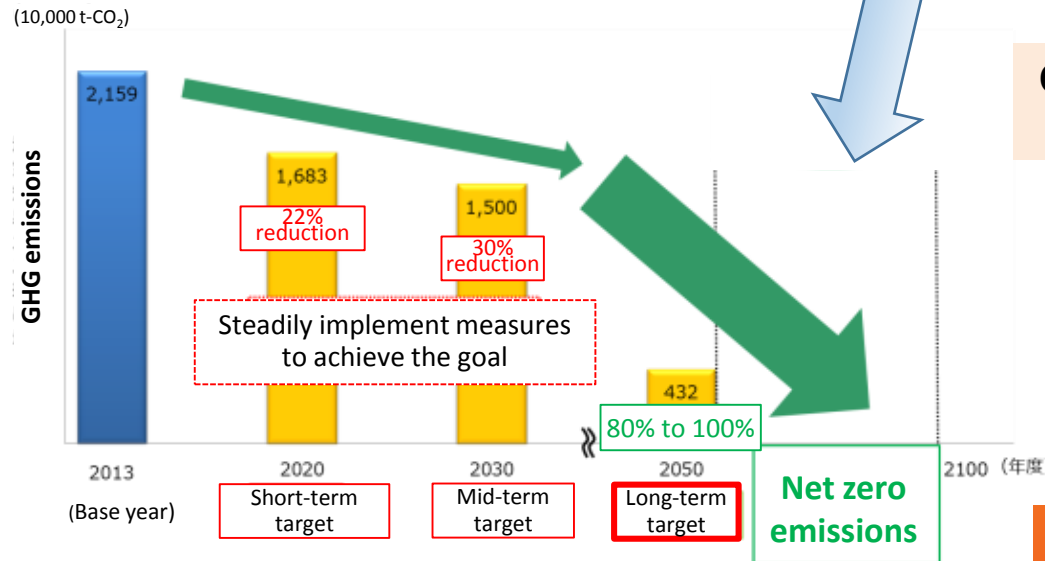 (10,000 t-CO₂)
GHG emissions
2,159
1,683
22%
reduction
1,500
30%
reduction
Steadily implement measures
to achieve the goal
432
80% to 100%
2013
2020
2030
2050
2100 (年度
(Base year)
Short-term
target
Mid-term
target
Long-term
target
Net zero
emissions